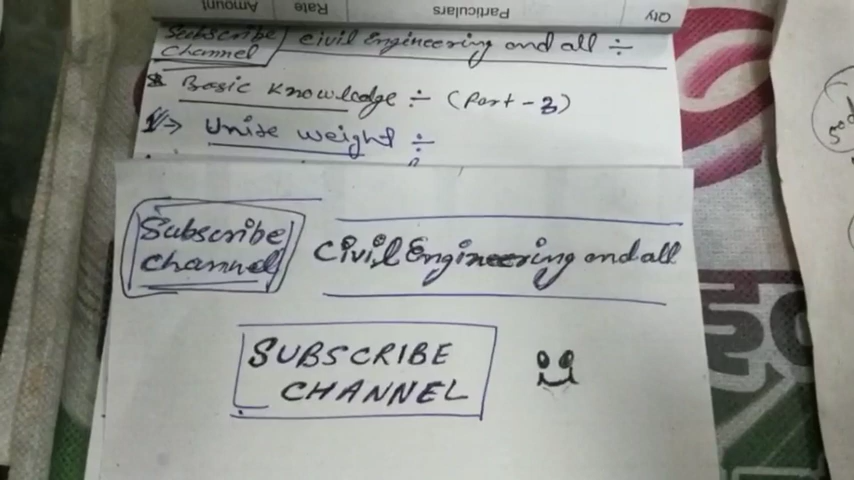 Qty Particulars Rate Amount
Subscribe channel civil Engineering and all ÷
* Basic knowledge ÷ (Part - 3)
1/→ Unite weight ÷
Subscribe channel civil Engineering and all
SUBSCRIBE
CHANNEL